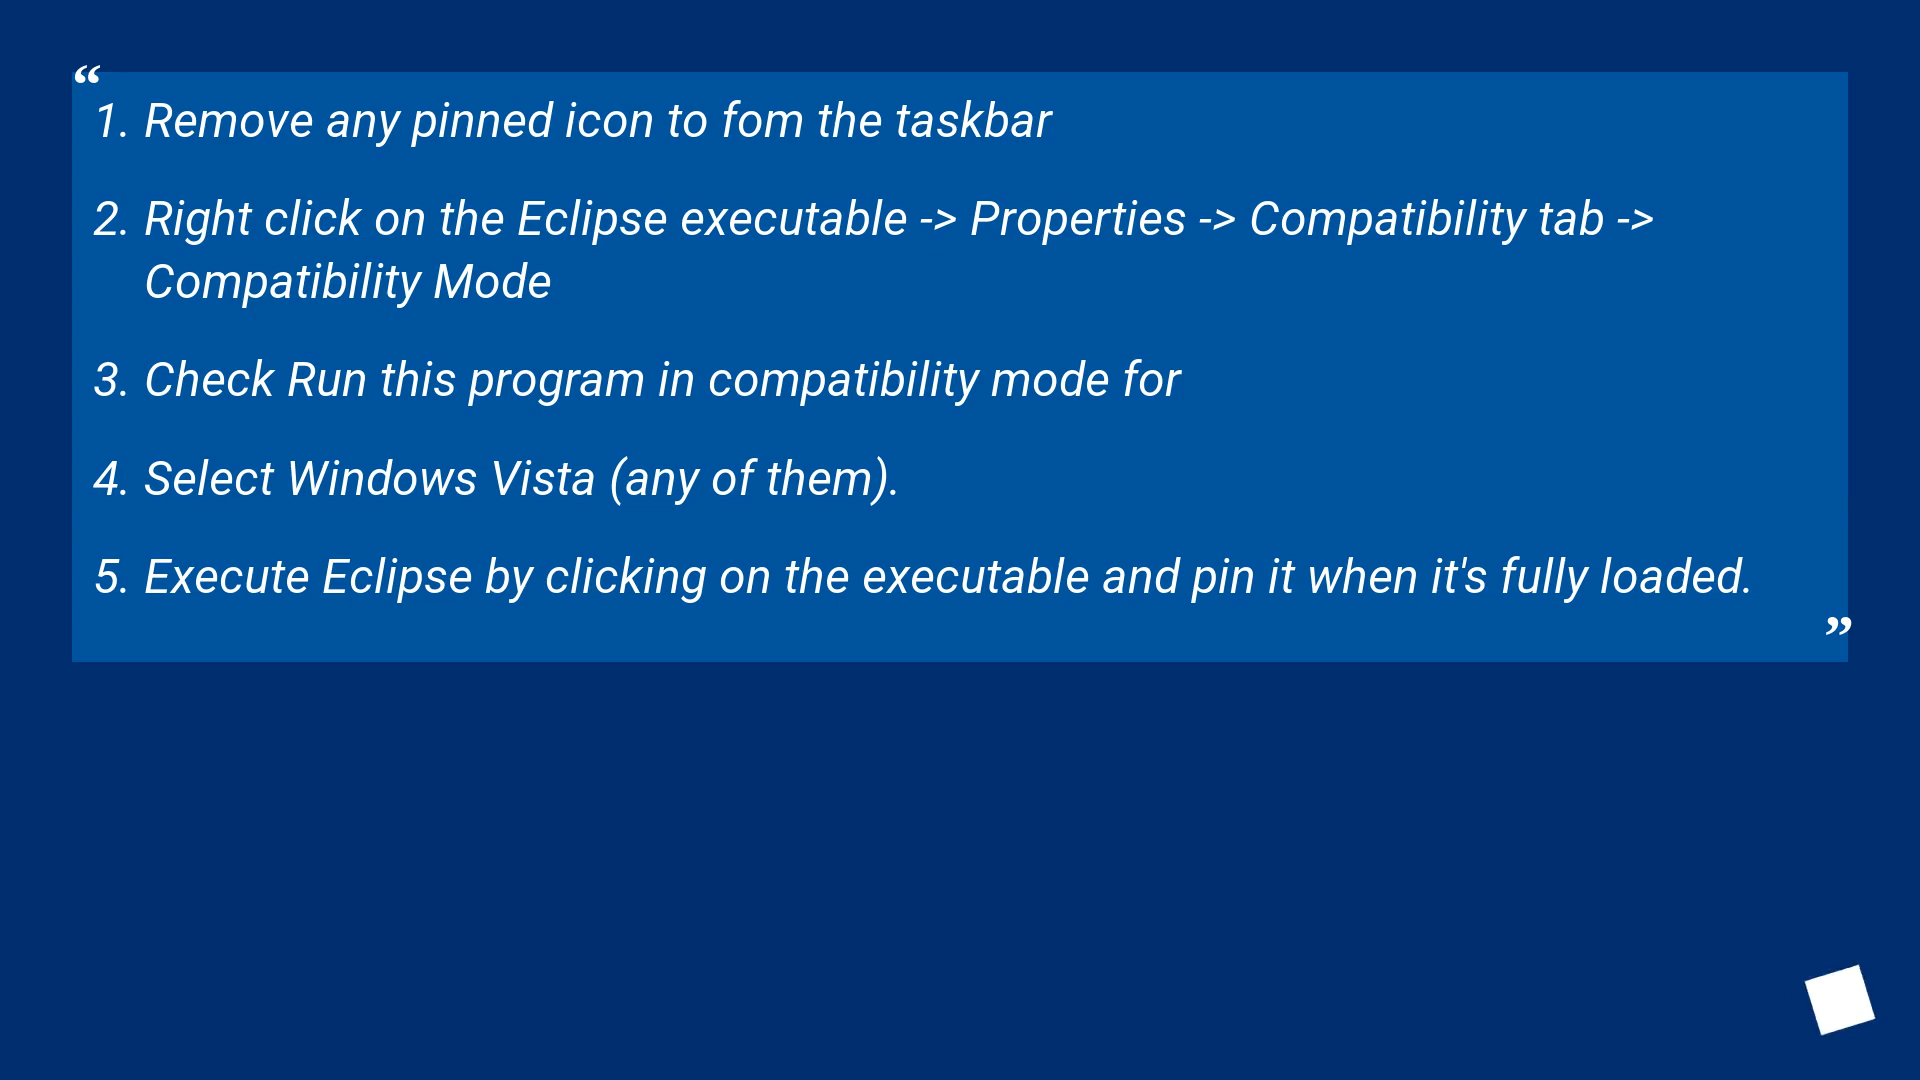 “
1. Remove any pinned icon to fom the taskbar
2. Right click on the Eclipse executable -> Properties -> Compatibility tab ->
Compatibility Mode
3. Check Run this program in compatibility mode for
4. Select Windows Vista (any of them).
5. Execute Eclipse by clicking on the executable and pin it when it's fully loaded.
”